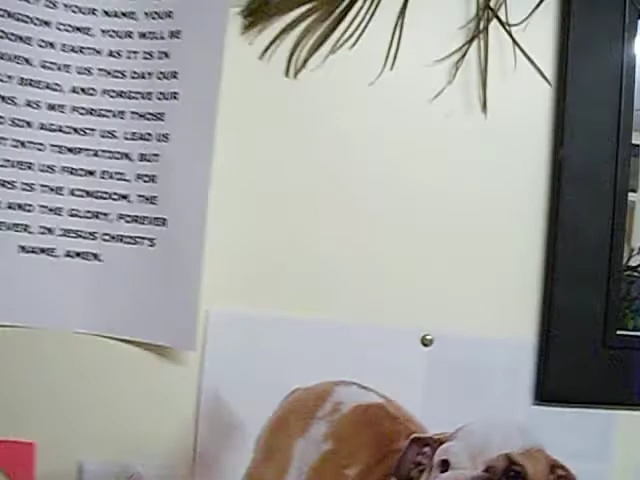 IS YOUR NAME, YOUR
KINGDOM COME, YOUR WILL BE
DONE ON EARTH AS IT IS IN
GIVE US THIS DAY OUR
BREAD, AND FORGIVE OUR
AS WE FORGIVE THOSE
SIN AGAINST US. LEAD US
INTO TEMPTATION, BUT
US FROM EVIL, FOR
IS THE KINGDOM, THE
AND THE GLORY, FOREVER
EVER, IN JESUS CHRIST'S
NAME, AMEN.